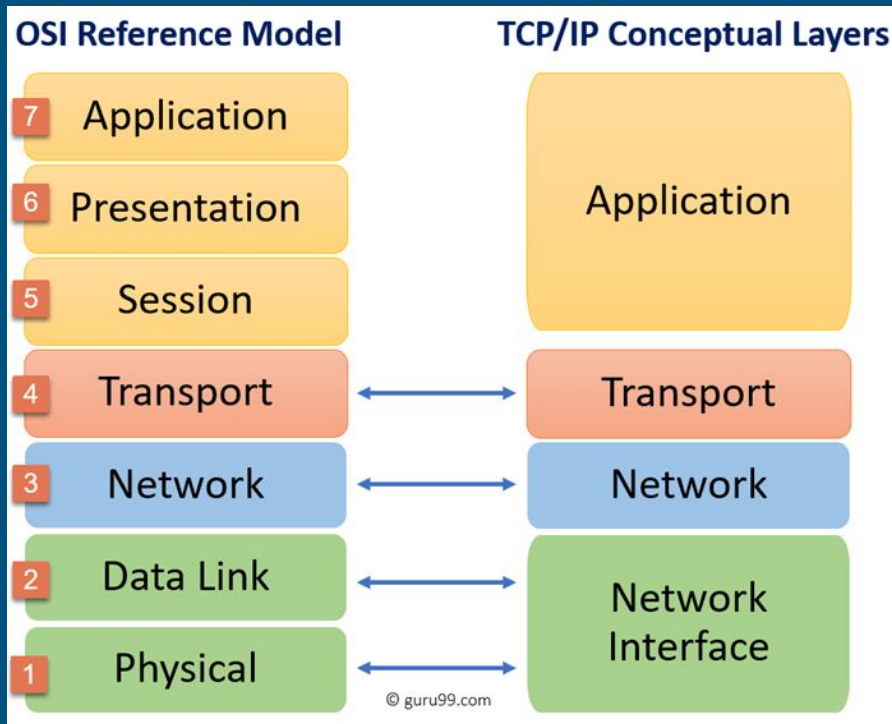 OSI Reference Model
TCP/IP Conceptual Layers
7
Application
6
Presentation
5
Session
4
Transport
3
Network
2
Data Link
1
Physical
Application
Transport
Network
Network
Interface
© guru99.com